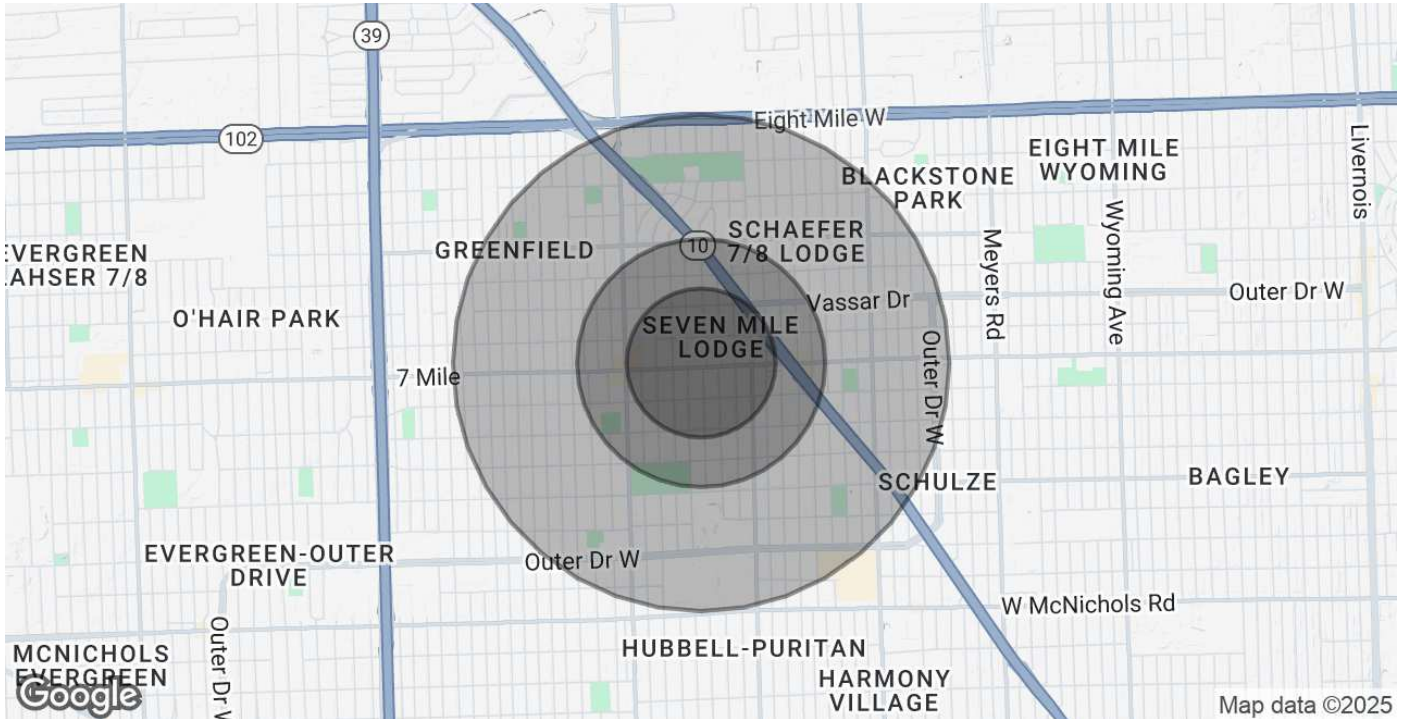 39
Eight Mile W
102
EIGHT MILE
WYOMING
Livernois
BLACKSTONE
PARK
SCHAEFER
7/8 LODGE
10
GREENFIELD
Meyers Rd
Wyoming Ave
EVERGREEN
LAHSER 7/8
Outer Dr W
Vassar Dr
O'HAIR PARK
SEVEN MILE
LODGE
Outer Dr W
7 Mile
BAGLEY
SCHULZE
EVERGREEN-OUTER
DRIVE
Outer Dr W
W McNichols Rd
Outer Dr W
HUBBELL-PURITAN
MCNICHOLS
EVERGREEN
HARMONY
VILLAGE
Google
Map data ©2025